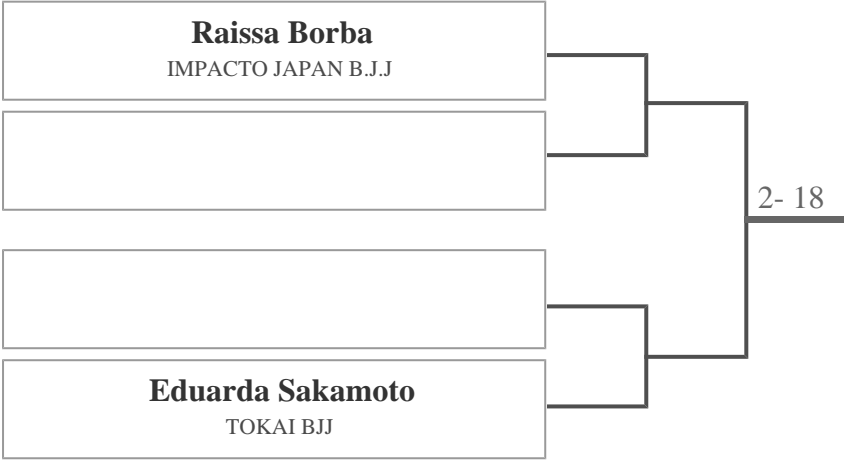 Raissa Borba
IMPACTO JAPAN B.J.J
2- 18
Eduarda Sakamoto
TOKAI BJJ